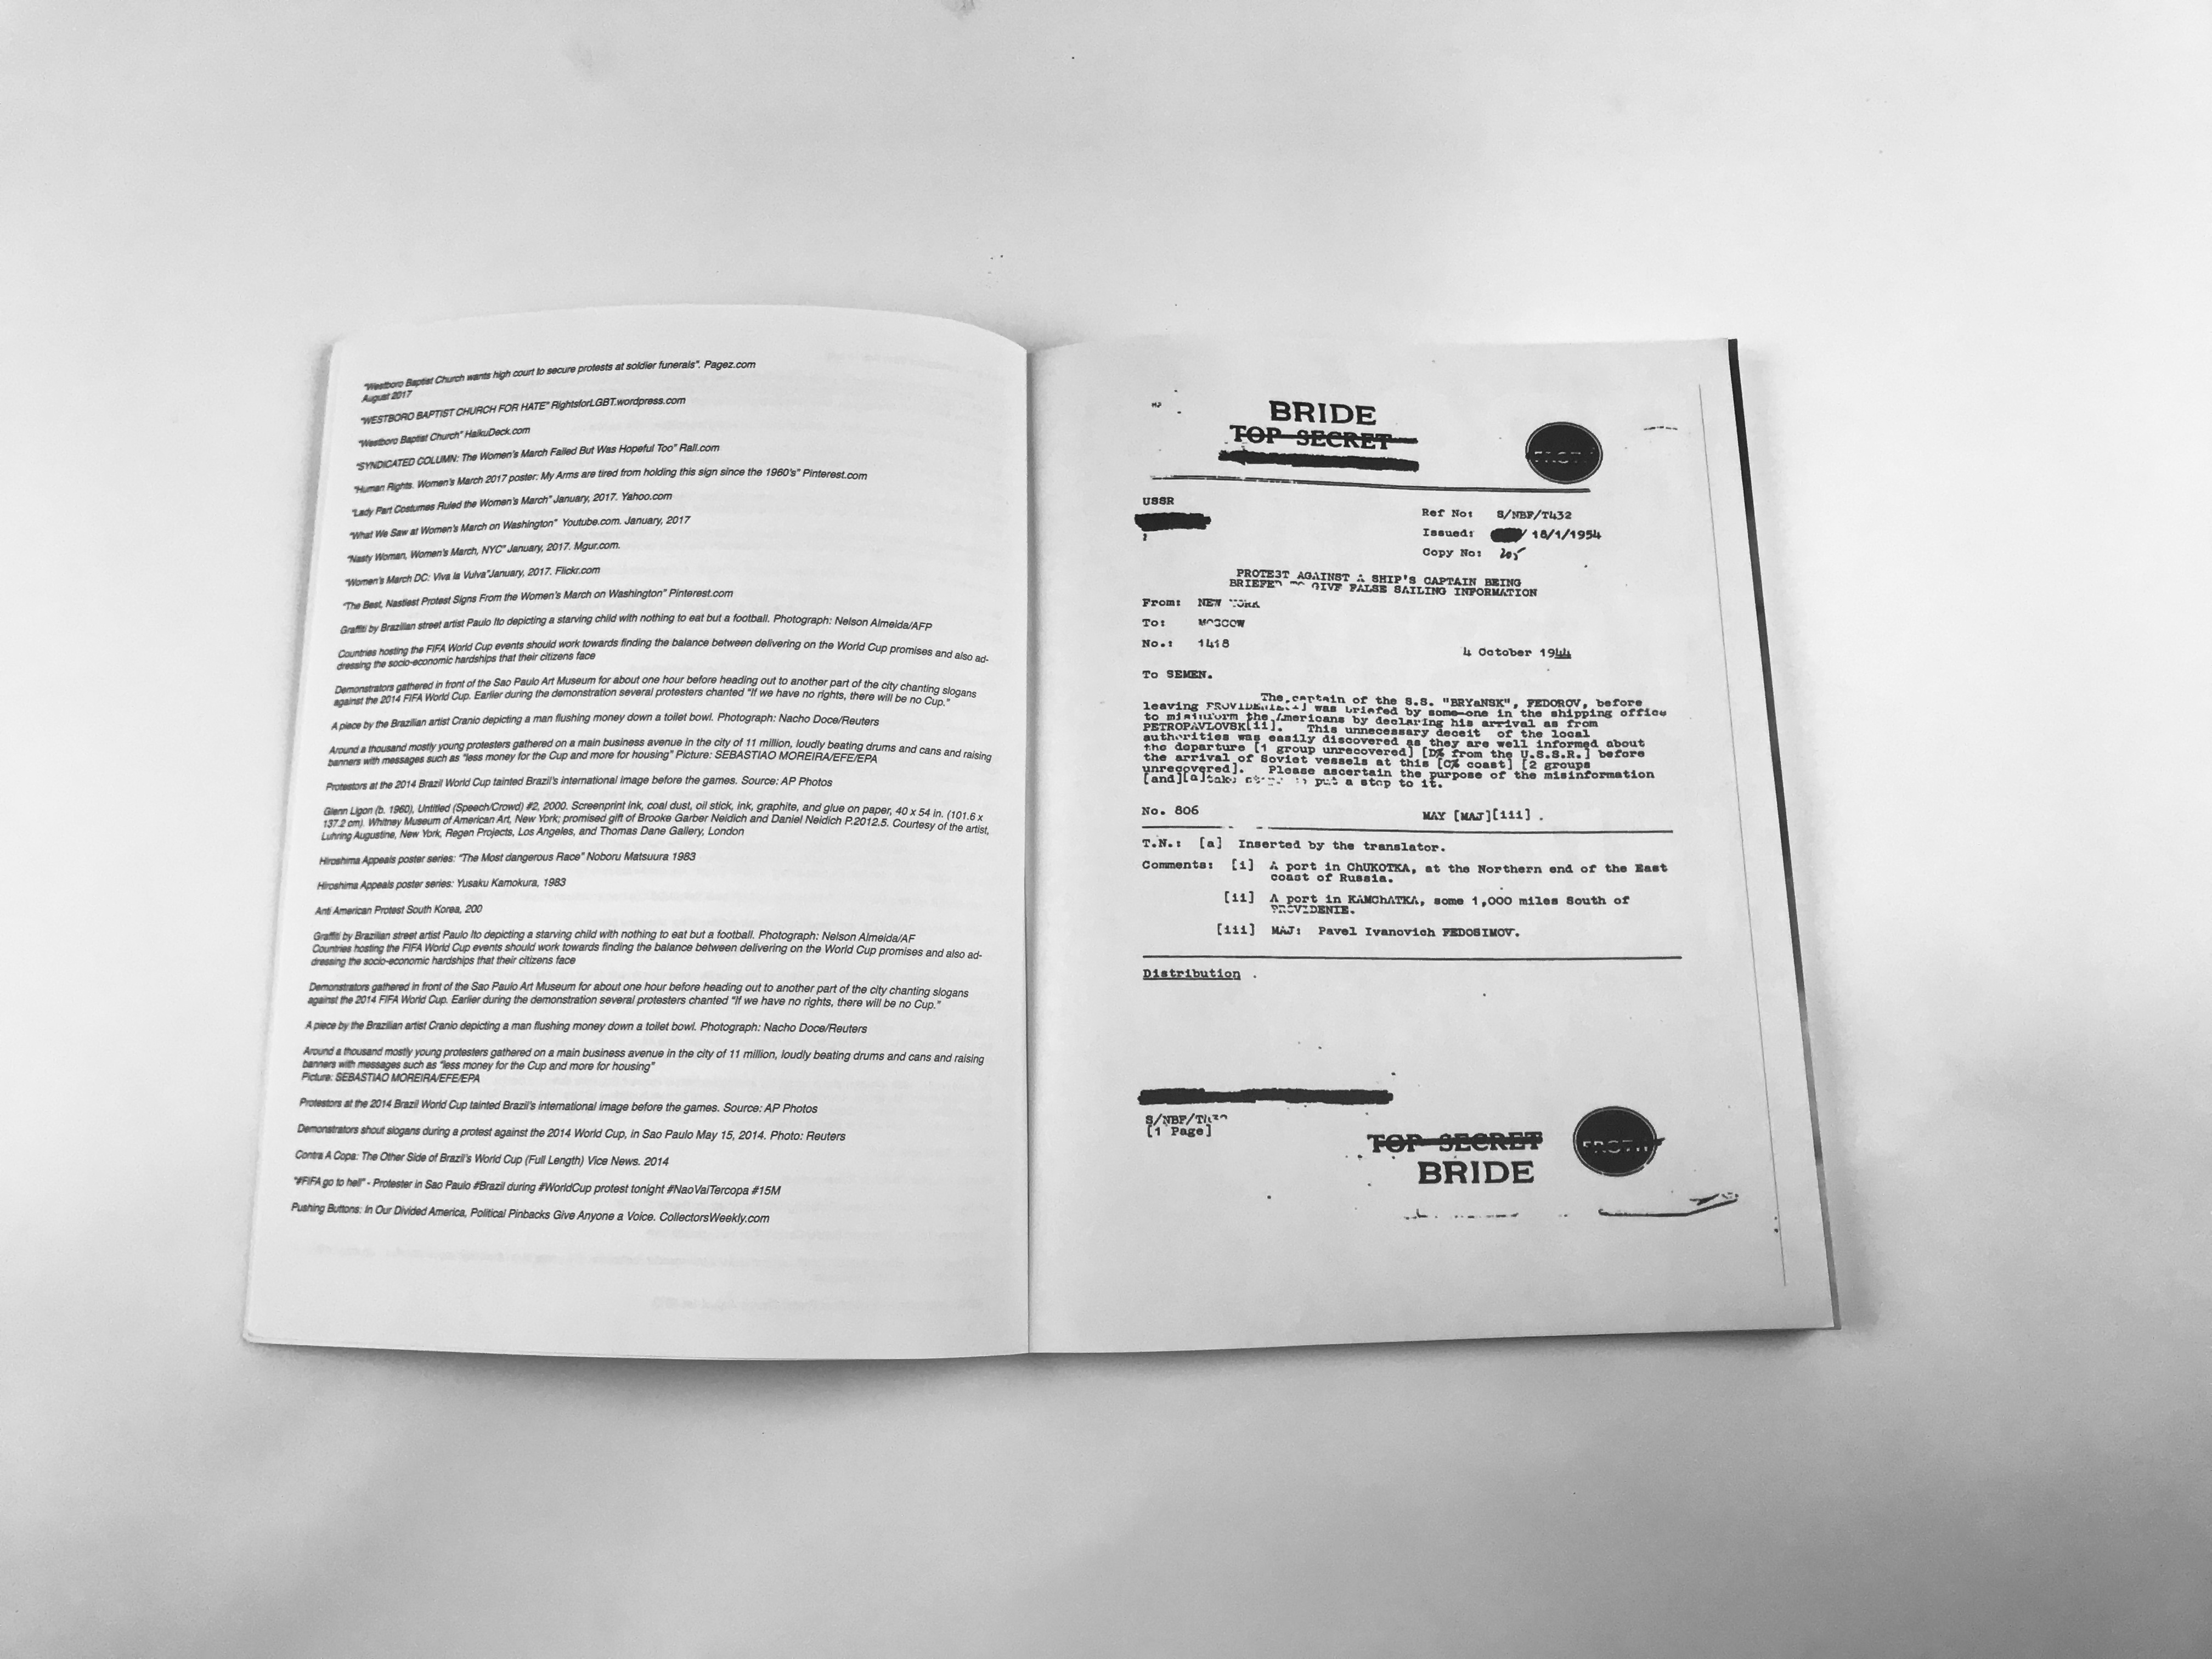 "Westboro Baptist Church wants high court to secure protests at soldier funerals". Pagez.com
August 2017
"WESTBORO BAPTIST CHURCH FOR HATE" RightsforLGBT.wordpress.com
"Westboro Baptist Church" HaikuDeck.com
"SYNDICATED COLUMN: The Women's March Failed But Was Hopeful Too" Rall.com
"Human Rights. Women's March 2017 poster: My Arms are tired from holding this sign since the 1960's" Pinterest.com
"Lady Part Costumes Ruled the Women's March" January, 2017. Yahoo.com
"What We Saw at Women's March on Washington" Youtube.com. January, 2017
"Nasty Woman, Women's March, NYC" January, 2017. Mgur.com.
"Women's March DC: Viva la Vulva"January, 2017. Flickr.com
"The Best, Nastiest Protest Signs From the Women's March on Washington" Pinterest.com
Graffiti by Brazilian street artist Paulo Ito depicting a starving child with nothing to eat but a football. Photograph: Nelson Almeida/AFP
Countries hosting the FIFA World Cup events should work towards finding the balance between delivering on the World Cup promises and also ad-
dressing the socio-economic hardships that their citizens face
Demonstrators gathered in front of the Sao Paulo Art Museum for about one hour before heading out to another part of the city chanting slogans
against the 2014 FIFA World Cup. Earlier during the demonstration several protesters chanted "If we have no rights, there will be no Cup."
A piece by the Brazilian artist Cranio depicting a man flushing money down a toilet bowl. Photograph: Nacho Doce/Reuters
Around a thousand mostly young protesters gathered on a main business avenue in the city of 11 million, loudly beating drums and cans and raising
banners with messages such as "less money for the Cup and more for housing" Picture: SEBASTIAO MOREIRA/EFE/EPA
Protestors at the 2014 Brazil World Cup tainted Brazil's international image before the games. Source: AP Photos
Glenn Ligon (b. 1960), Untitled (Speech/Crowd) #2, 2000. Screenprint ink, coal dust, oil stick, ink, graphite, and glue on paper, 40 x 54 in. (101.6 x
137.2 cm). Whitney Museum of American Art, New York; promised gift of Brooke Garber Neidich and Daniel Neidich P.2012.5. Courtesy of the artist,
Luhring Augustine, New York, Regen Projects, Los Angeles, and Thomas Dane Gallery, London
Hiroshima Appeals poster series: "The Most dangerous Race" Noboru Matsuura 1983
Hiroshima Appeals poster series: Yusaku Kamokura, 1983
Anti American Protest South Korea, 200
Graffiti by Brazilian street artist Paulo Ito depicting a starving child with nothing to eat but a football. Photograph: Nelson Almeida/AF
Countries hosting the FIFA World Cup events should work towards finding the balance between delivering on the World Cup promises and also ad-
dressing the socio-economic hardships that their citizens face
Demonstrators gathered in front of the Sao Paulo Art Museum for about one hour before heading out to another part of the city chanting slogans
against the 2014 FIFA World Cup. Earlier during the demonstration several protesters chanted "If we have no rights, there will be no Cup."
A piece by the Brazilian artist Cranio depicting a man flushing money down a toilet bowl. Photograph: Nacho Doce/Reuters
Around a thousand mostly young protesters gathered on a main business avenue in the city of 11 million, loudly beating drums and cans and raising
banners with messages such as "less money for the Cup and more for housing"
Picture: SEBASTIAO MOREIRA/EFE/EPA
Protestors at the 2014 Brazil World Cup tainted Brazil's international image before the games. Source: AP Photos
Demonstrators shout slogans during a protest against the 2014 World Cup, in Sao Paulo May 15, 2014. Photo: Reuters
Contra A Copa: The Other Side of Brazil's World Cup (Full Length) Vice News. 2014
"#FIFA go to hell" - Protester in Sao Paulo #Brazil during #WorldCup protest tonight #NaoVaiTercopa #15M
Pushing Buttons: In Our Divided America, Political Pinbacks Give Anyone a Voice. CollectorsWeekly.com
BRIDE
TOP SECRET
FROTH
USSR
Ref No: S/NBF/T432
Issued: 18/1/1954
Copy No: 205
PROTEST AGAINST A SHIP'S CAPTAIN BEING
BRIEFED TO GIVE FALSE SAILING INFORMATION
From: NEW YORK
To: MOSCOW
No.: 1418
4 October 1944
To SEMEN.
The captain of the S.S. "BRYaNSK", FEDOROV, before
leaving PROVIDENIE[i] was briefed by some-one in the shipping office
to misinform the Americans by declaring his arrival as from
PETROPAVLOVSK[ii]. This unnecessary deceit of the local
authorities was easily discovered as they are well informed about
the departure [1 group unrecovered] [D% from the U.S.S.R.] before
the arrival of Soviet vessels at this [C% coast] [2 groups
unrecovered]. Please ascertain the purpose of the misinformation
[and][a]take steps to put a stop to it.
No. 806
MAY [MAJ][iii] .
T.N.: [a] Inserted by the translator.
Comments: [i] A port in ChUKOTKA, at the Northern end of the East
coast of Russia.
[ii] A port in KAMChATKA, some 1,000 miles South of
PROVIDENIE.
[iii] MAJ: Pavel Ivanovich FEDOSIMOV.
Distribution .
S/NBF/T432
[1 Page]
TOP SECRET
FROTH
BRIDE